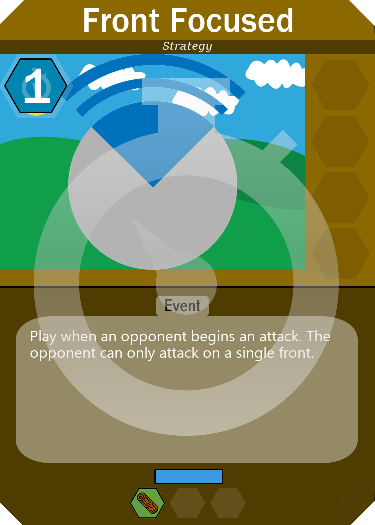 Front Focused
Strategy
1
Event
Play when an opponent begins an attack. The
opponent can only attack on a single front.